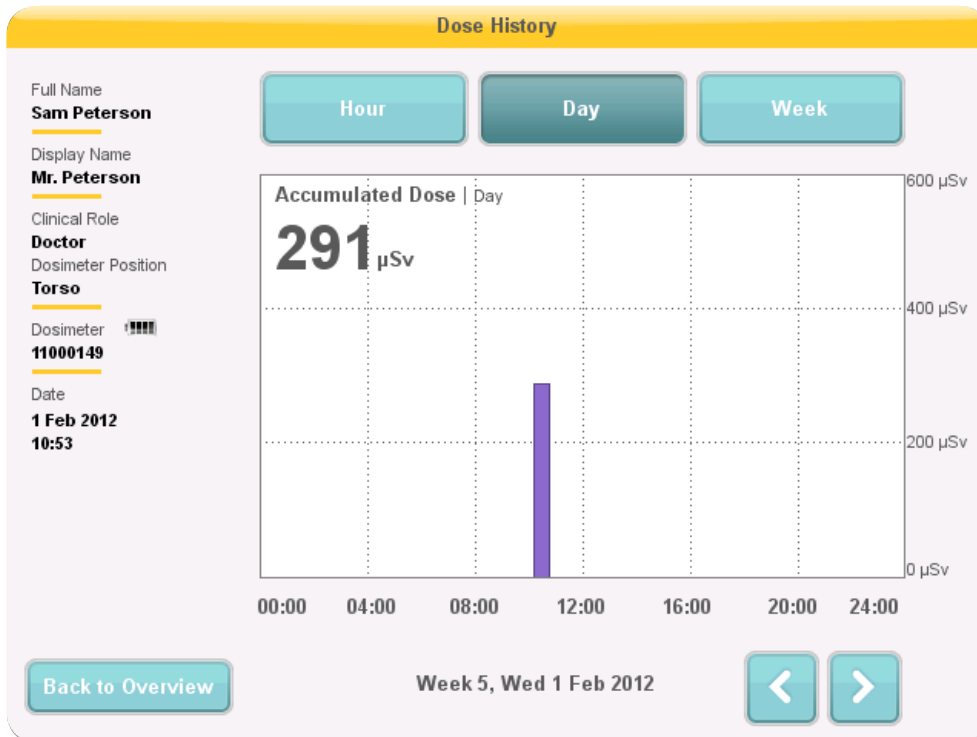 Dose History
Full Name
Sam Peterson
Display Name
Mr. Peterson
Clinical Role
Doctor
Dosimeter Position
Torso
Dosimeter
11000149
Date
1 Feb 2012
10:53
Hour
Day
Week
Accumulated Dose | Day
291 µSv
600 µSv
400 µSv
200 µSv
0 µSv
00:00 04:00 08:00 12:00 16:00 20:00 24:00
Back to Overview
Week 5, Wed 1 Feb 2012